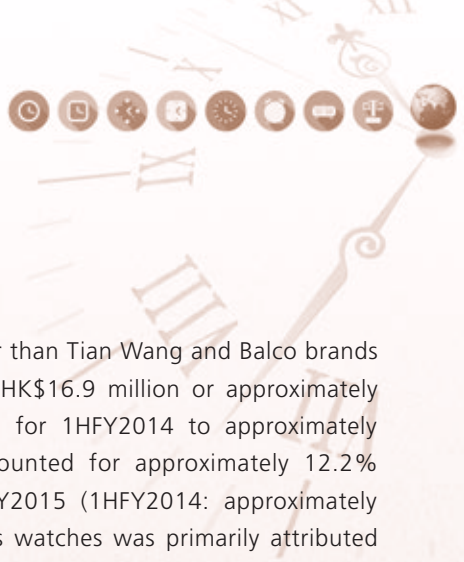 r than Tian Wang and Balco brands
HK$16.9 million or approximately
for 1HFY2014 to approximately
ounted for approximately 12.2%
Y2015 (1HFY2014: approximately
s watches was primarily attributed